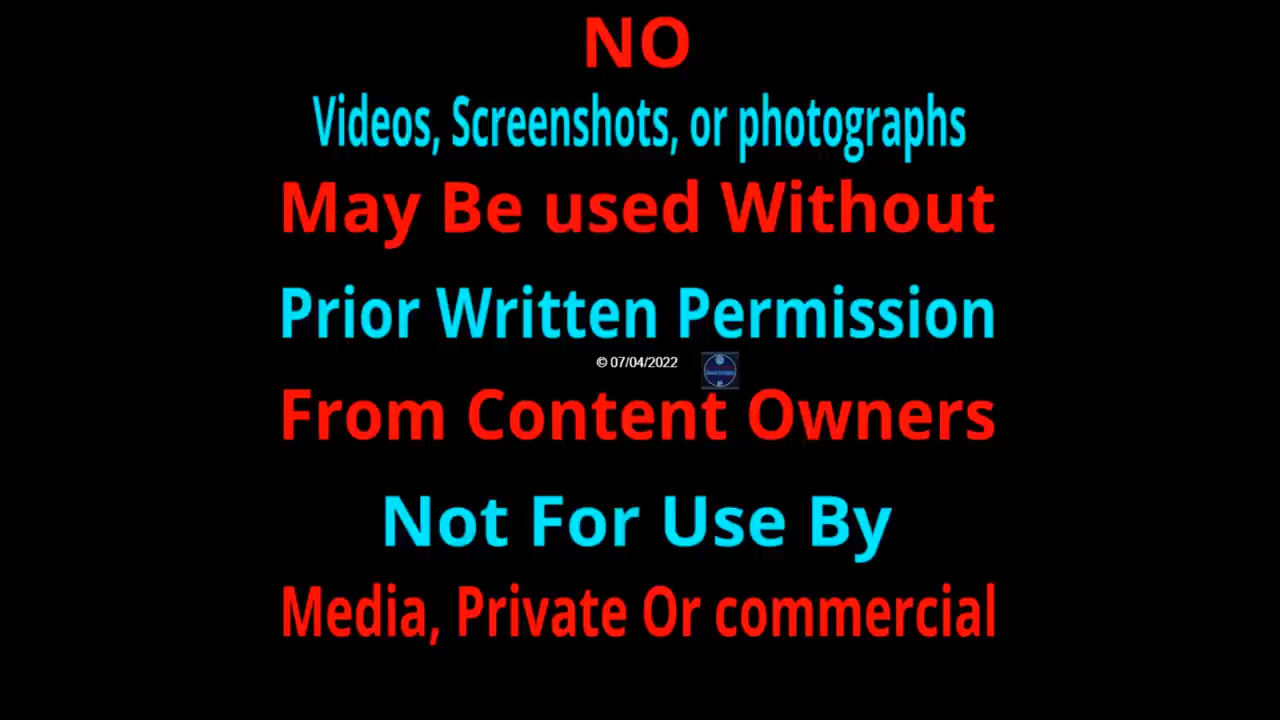 NO
Videos, Screenshots, or photographs
May Be used Without
Prior Written Permission
© 07/04/2022
From Content Owners
Not For Use By
Media, Private Or commercial